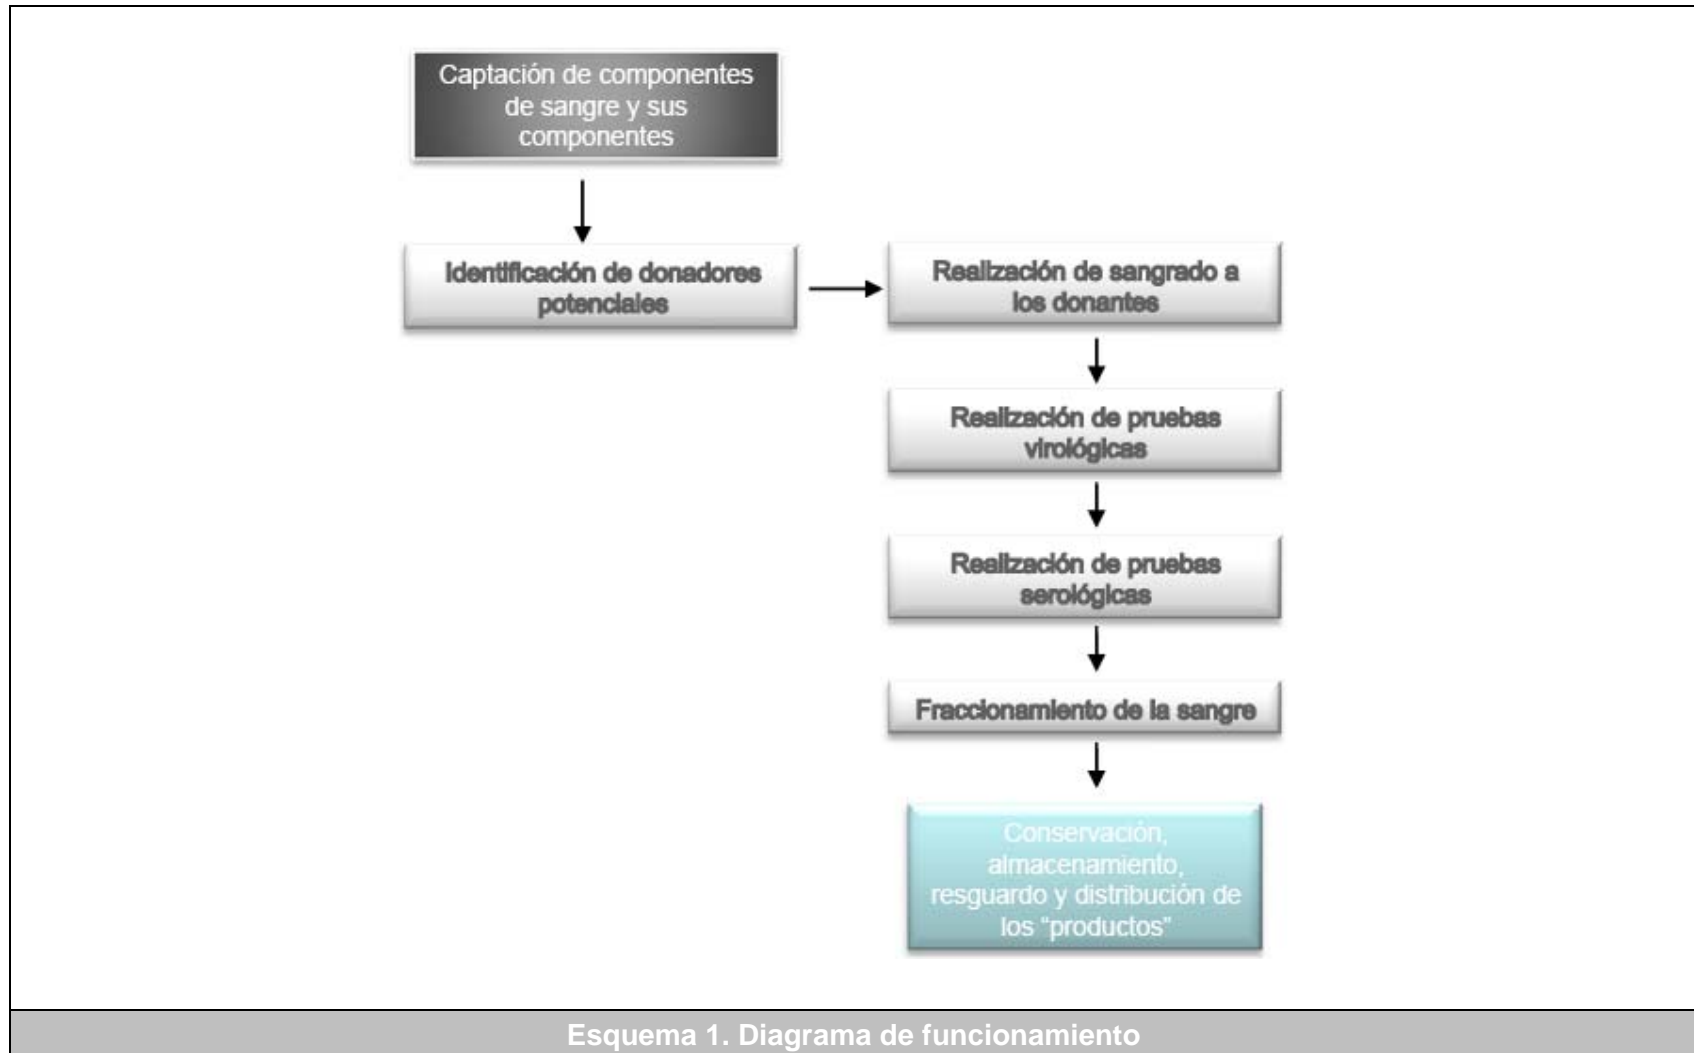 Captación de componentes
de sangre y sus
componentes
Identificación de donadores
potenciales
Realización de sangrado a
los donantes
Realización de pruebas
virológicas
Realización de pruebas
serológicas
Fraccionamiento de la sangre
Conservación,
almacenamiento,
resguardo y distribución de
los “productos”
Esquema 1. Diagrama de funcionamiento